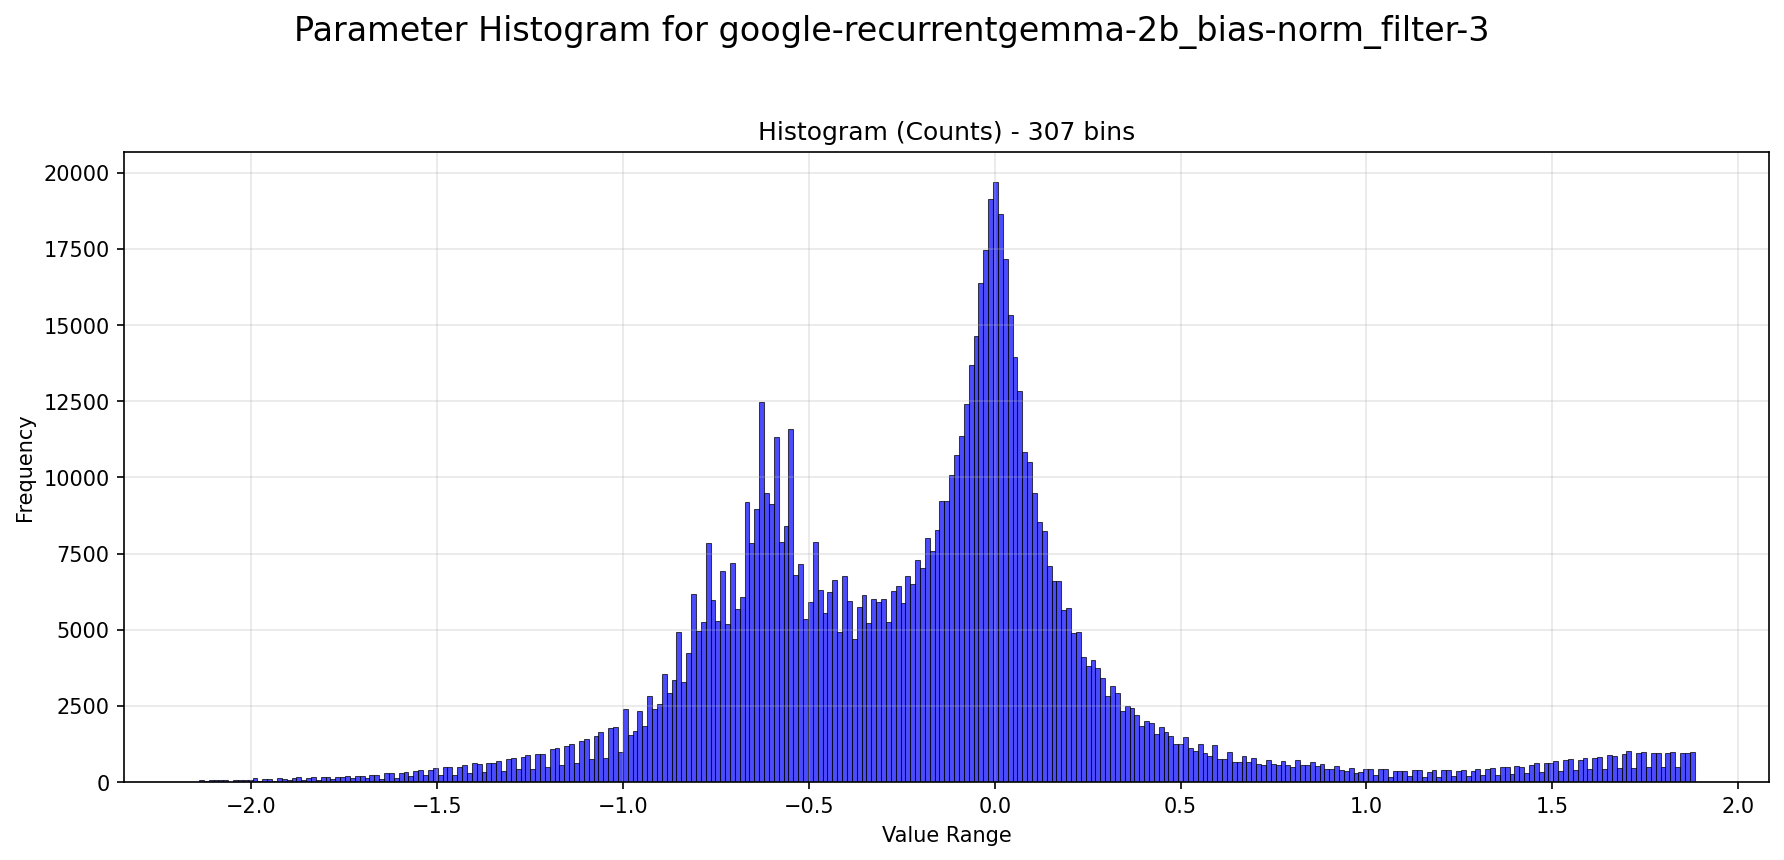 Parameter Histogram for google-recurrentgemma-2b_bias-norm_filter-3
Histogram (Counts) - 307 bins
20000
17500
15000
12500
10000
7500
5000
2500
0
Frequency
−2.0 −1.5 −1.0 −0.5 0.0 0.5 1.0 1.5 2.0
Value Range